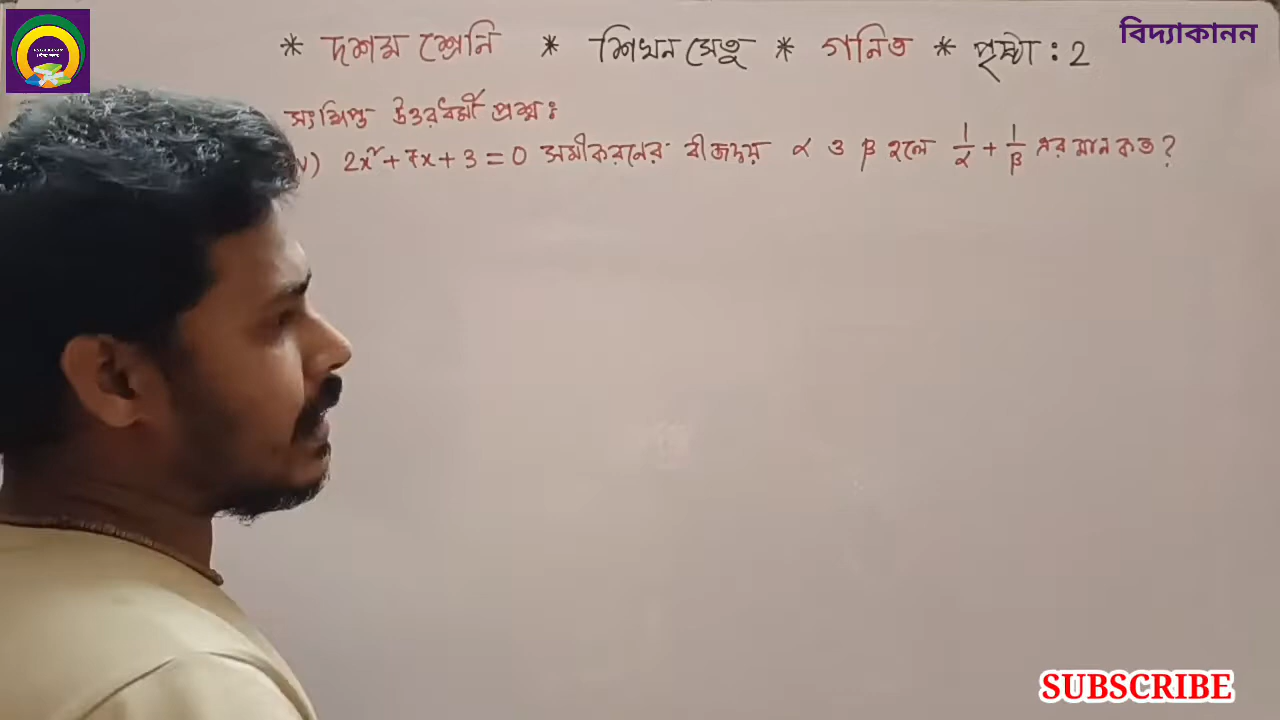 * দশম শ্রেনি * শিখন সেতু * গনিত * পৃষ্ঠা : 2
বিদ্যাকানন
সংক্ষিপ্ত উত্তরধর্মী প্রশ্ন :
v) 2x² + 7x + 3 = 0 সমীকরনের বীজদ্বয় α ও β হলে 1/α + 1/β এর মান কত ?
SUBSCRIBE